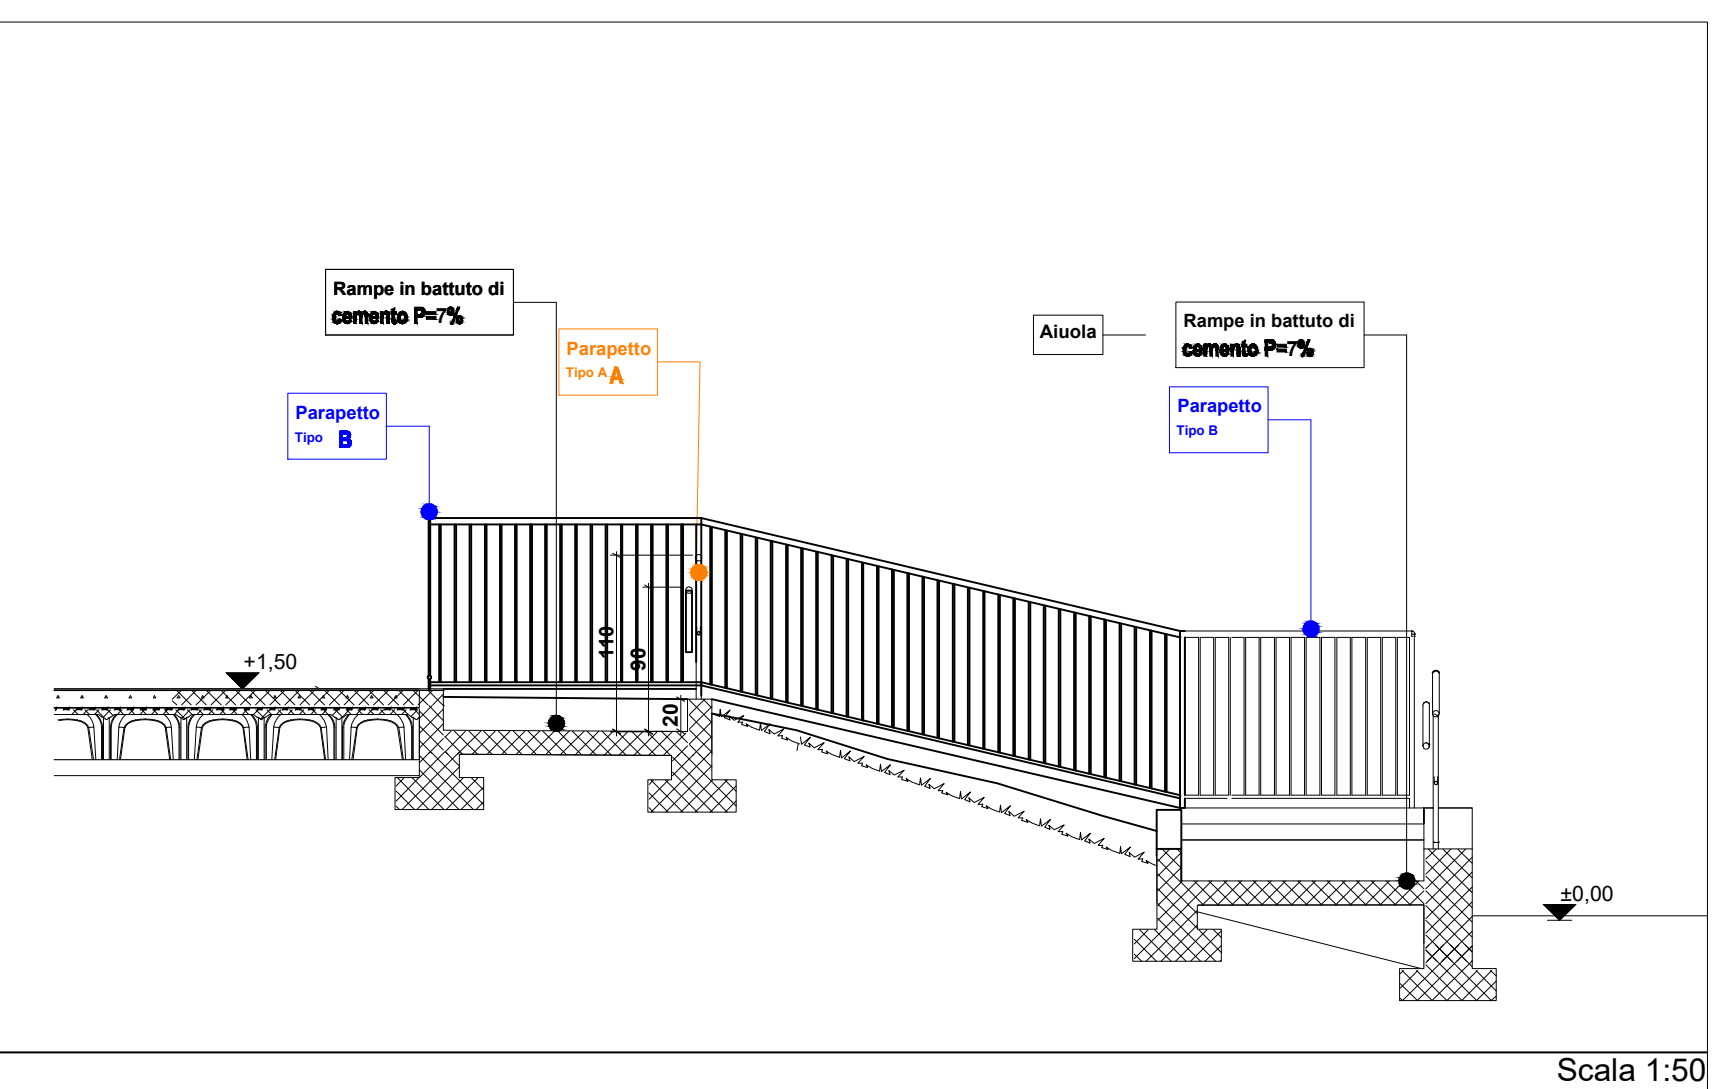 Rampe in battuto di
cemento P=7%
Parapetto
Tipo A A
Aiuola
Rampe in battuto di
cemento P=7%
Parapetto
Tipo B
Parapetto
Tipo B
110
90
20
+1,50
±0,00
Scala 1:50